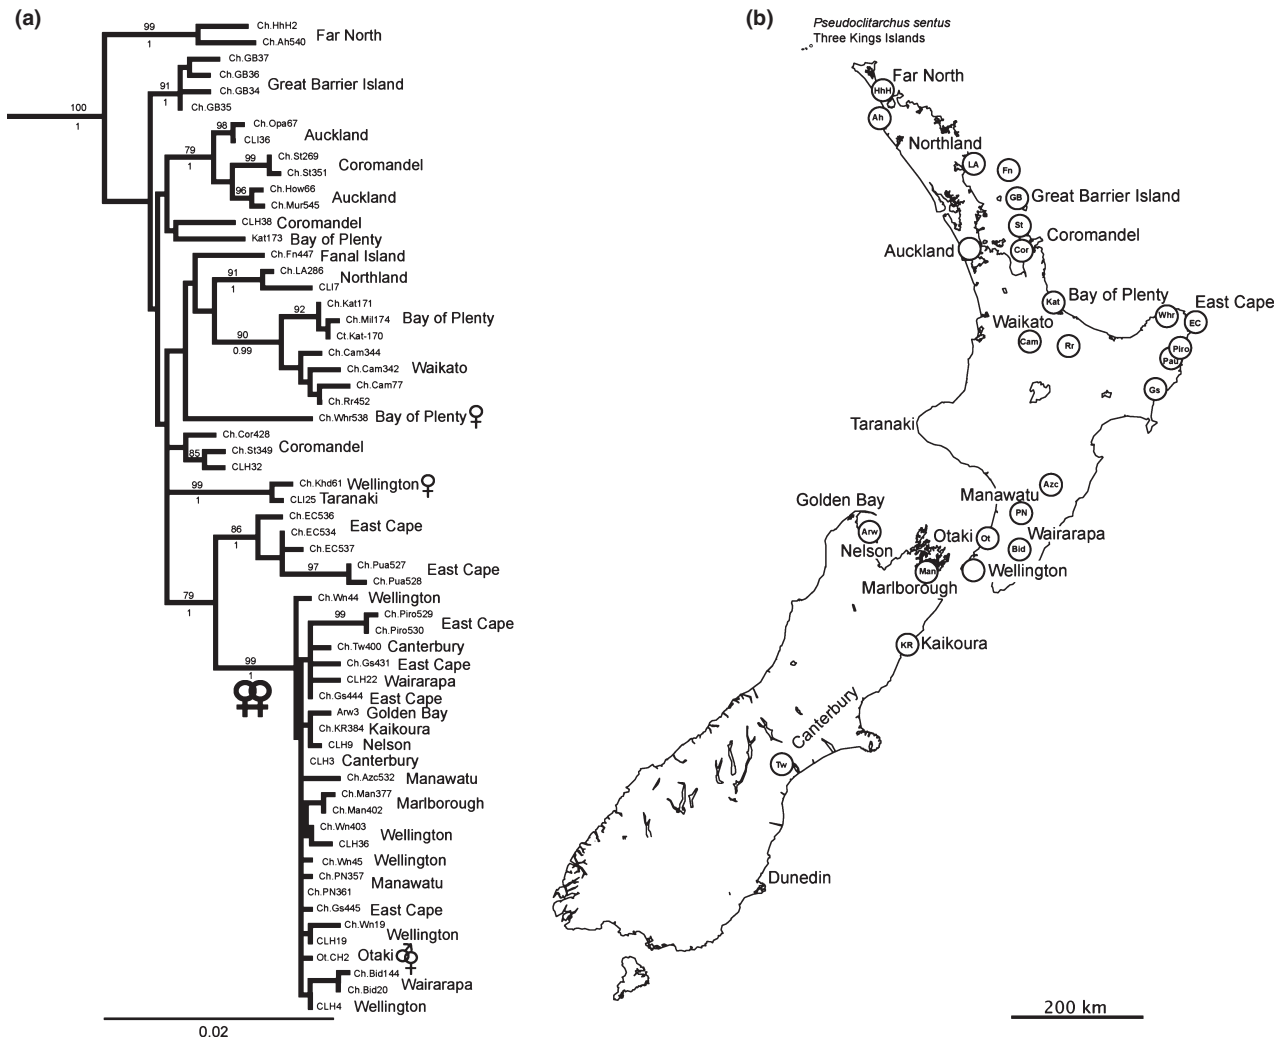 (a)
99
1
Ch.HhH2
Ch.Ah540
Far North
100
1
91
1
Ch.GB37
Ch.GB36
Ch.GB34
Ch.GB35
Great Barrier Island
79
1
98
Ch.Opa67
CLI36
Auckland
99
Ch.St269
Ch.St351
Coromandel
96
Ch.How66
Ch.Mur545
Auckland
CLH38 Coromandel
Kat173 Bay of Plenty
Ch.Fn447 Fanal Island
91
1
Ch.LA286
CLI7
Northland
90
0.99
92
Ch.Kat171
Ch.Mil174
Ct.Kat-170
Bay of Plenty
Ch.Cam344
Ch.Cam342
Ch.Cam77
Ch.Rr452
Waikato
Ch.Whr538 Bay of Plenty♀
Ch.Cor428
85
Ch.St349
CLH32
Coromandel
99
1
Ch.Khd61 Wellington♀
CLI25 Taranaki
79
1
86
1
Ch.EC536
Ch.EC534
Ch.EC537
East Cape
97
Ch.Pua527
Ch.Pua528
East Cape
99
1
Ch.Wn44 Wellington
99
Ch.Piro529
Ch.Piro530
East Cape
Ch.Tw400 Canterbury
Ch.Gs431 East Cape
CLH22 Wairarapa
Ch.Gs444 East Cape
Arw3 Golden Bay
Ch.KR384 Kaikoura
CLH9 Nelson
CLH3 Canterbury
Ch.Azc532 Manawatu
Ch.Man377
Ch.Man402
Marlborough
Ch.Wn403
CLH36
Wellington
Ch.Wn45 Wellington
Ch.PN357
Ch.PN361
Manawatu
Ch.Gs445 East Cape
Ch.Wn19
CLH19
Wellington
Ot.CH2 Otaki
Ch.Bid144
Ch.Bid20
Wairarapa
CLH4 Wellington
0.02
(b)
Pseudoclitarchus sentus
Three Kings Islands
Far North
HhH
Ah
Northland
LA
Fn
GB
Great Barrier Island
St
Auckland
Cor
Coromandel
Kat
Bay of Plenty
East Cape
Whr
EC
Waikato
Cam
Rr
Piro
Pau
Gs
Taranaki
Azc
Manawatu
PN
Golden Bay
Arw
Nelson
Otaki
Ot
Wairarapa
Bid
Man
Wellington
Marlborough
KR
Kaikoura
Canterbury
Tw
Dunedin
200 km